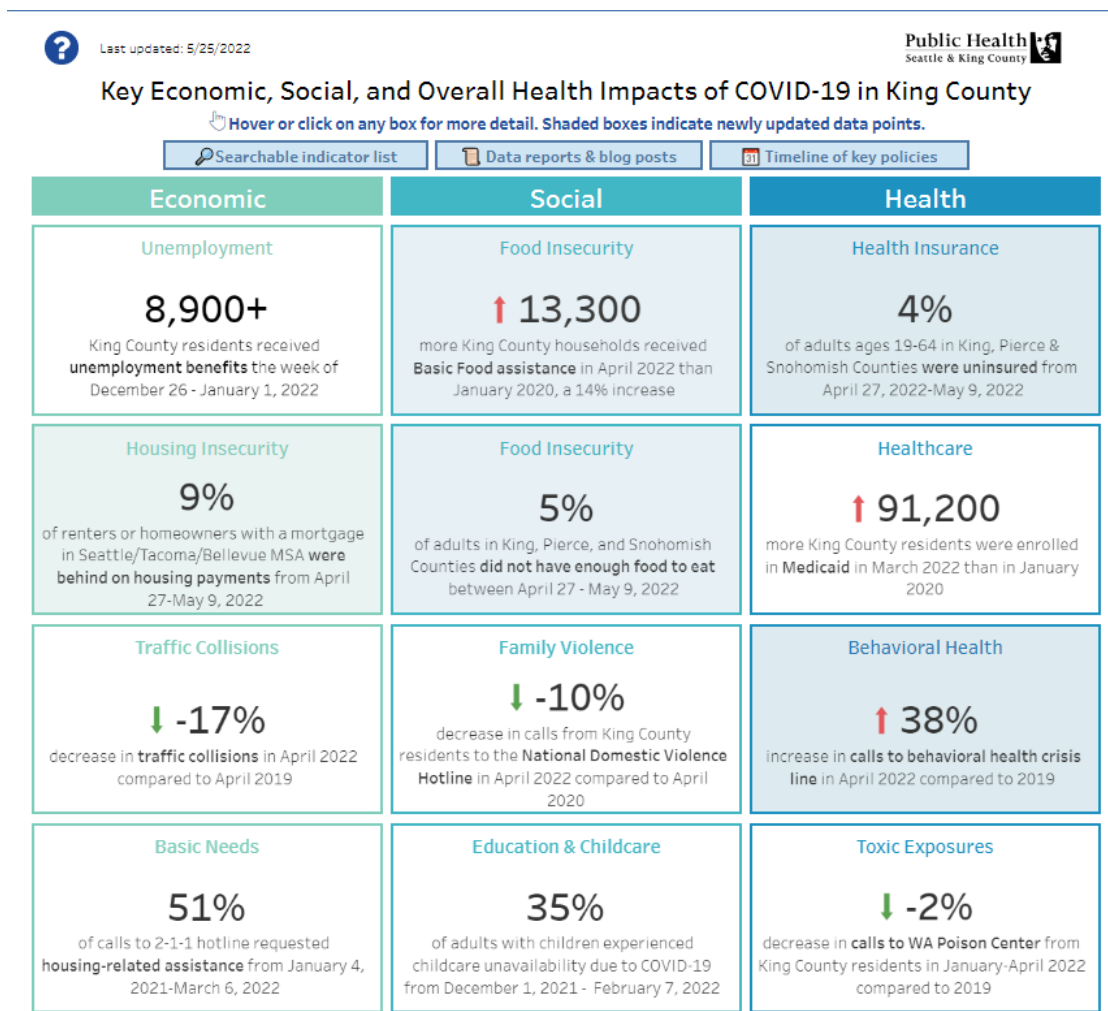 ?
Last updated: 5/25/2022
Public Health
Seattle & King County
Key Economic, Social, and Overall Health Impacts of COVID-19 in King County
Hover or click on any box for more detail. Shaded boxes indicate newly updated data points.
Searchable indicator list
Data reports & blog posts
31 Timeline of key policies
Economic
Social
Health
Unemployment
8,900+
King County residents received
unemployment benefits the week of
December 26 - January 1, 2022
Food Insecurity
13,300
more King County households received
Basic Food assistance in April 2022 than
January 2020, a 14% increase
Health Insurance
4%
of adults ages 19-64 in King, Pierce &
Snohomish Counties were uninsured from
April 27, 2022-May 9, 2022
Housing Insecurity
9%
of renters or homeowners with a mortgage
in Seattle/Tacoma/Bellevue MSA were
behind on housing payments from April
27-May 9, 2022
Food Insecurity
5%
of adults in King, Pierce, and Snohomish
Counties did not have enough food to eat
between April 27 - May 9, 2022
Healthcare
91,200
more King County residents were enrolled
in Medicaid in March 2022 than in January
2020
Traffic Collisions
-17%
decrease in traffic collisions in April 2022
compared to April 2019
Family Violence
-10%
decrease in calls from King County
residents to the National Domestic Violence
Hotline in April 2022 compared to April
2020
Behavioral Health
38%
increase in calls to behavioral health crisis
line in April 2022 compared to 2019
Basic Needs
51%
of calls to 2-1-1 hotline requested
housing-related assistance from January 4,
2021-March 6, 2022
Education & Childcare
35%
of adults with children experienced
childcare unavailability due to COVID-19
from December 1, 2021 - February 7, 2022
Toxic Exposures
-2%
decrease in calls to WA Poison Center from
King County residents in January-April 2022
compared to 2019